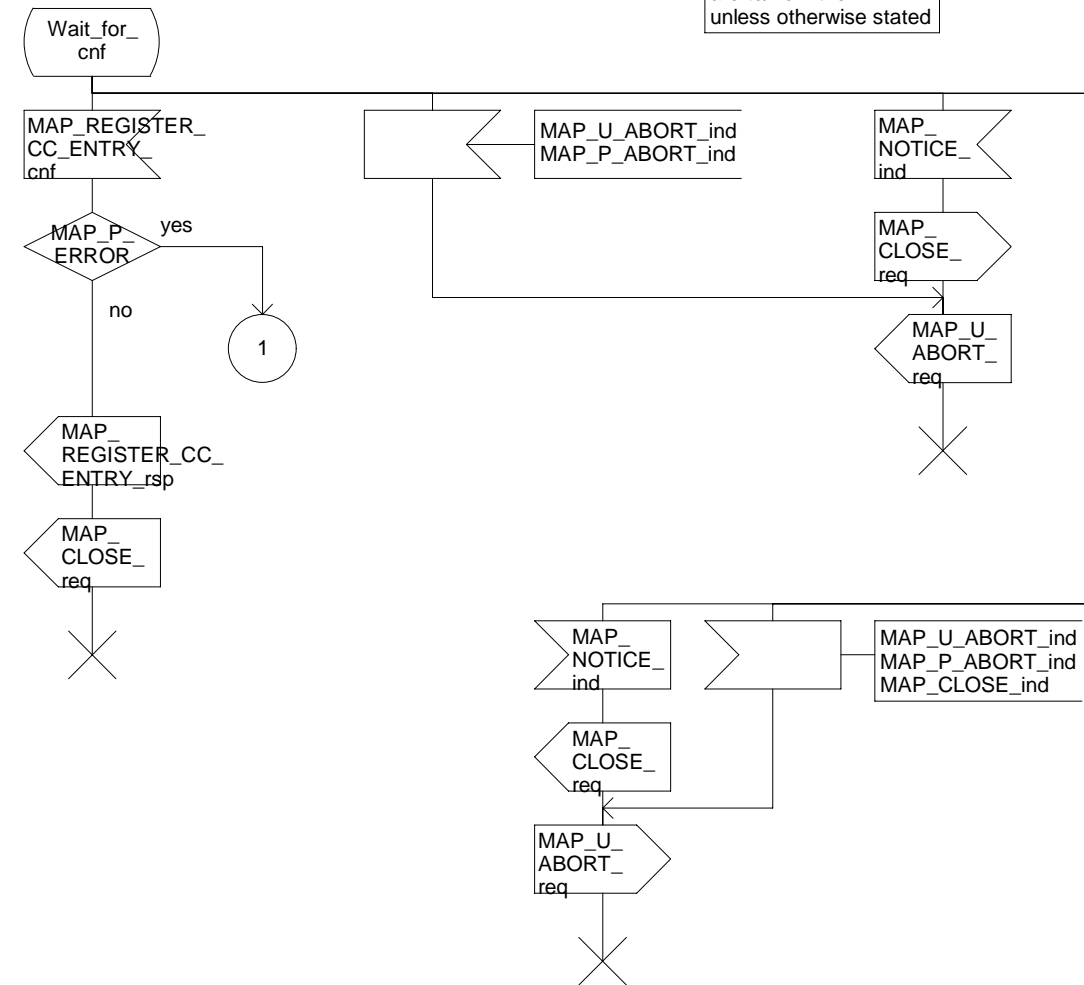 unless otherwise stated
Wait_for_
cnf
MAP_REGISTER_
CC_ENTRY_
cnf
MAP_U_ABORT_ind
MAP_P_ABORT_ind
MAP_
NOTICE_
ind
MAP_P_
ERROR
yes
no
1
MAP_
CLOSE_
req
MAP_U_
ABORT_
req
MAP_
REGISTER_CC_
ENTRY_rsp
MAP_
CLOSE_
req
MAP_
NOTICE_
ind
MAP_U_ABORT_ind
MAP_P_ABORT_ind
MAP_CLOSE_ind
MAP_
CLOSE_
req
MAP_U_
ABORT_
req